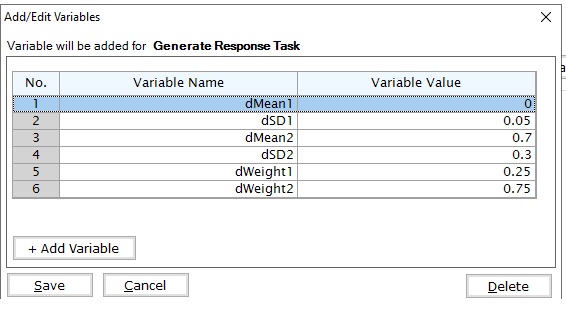 Add/Edit Variables
Variable will be added for Generate Response Task
No. Variable Name Variable Value
1 dMean1 0
2 dSD1 0.05
3 dMean2 0.7
4 dSD2 0.3
5 dWeight1 0.25
6 dWeight2 0.75
+ Add Variable
Save Cancel Delete